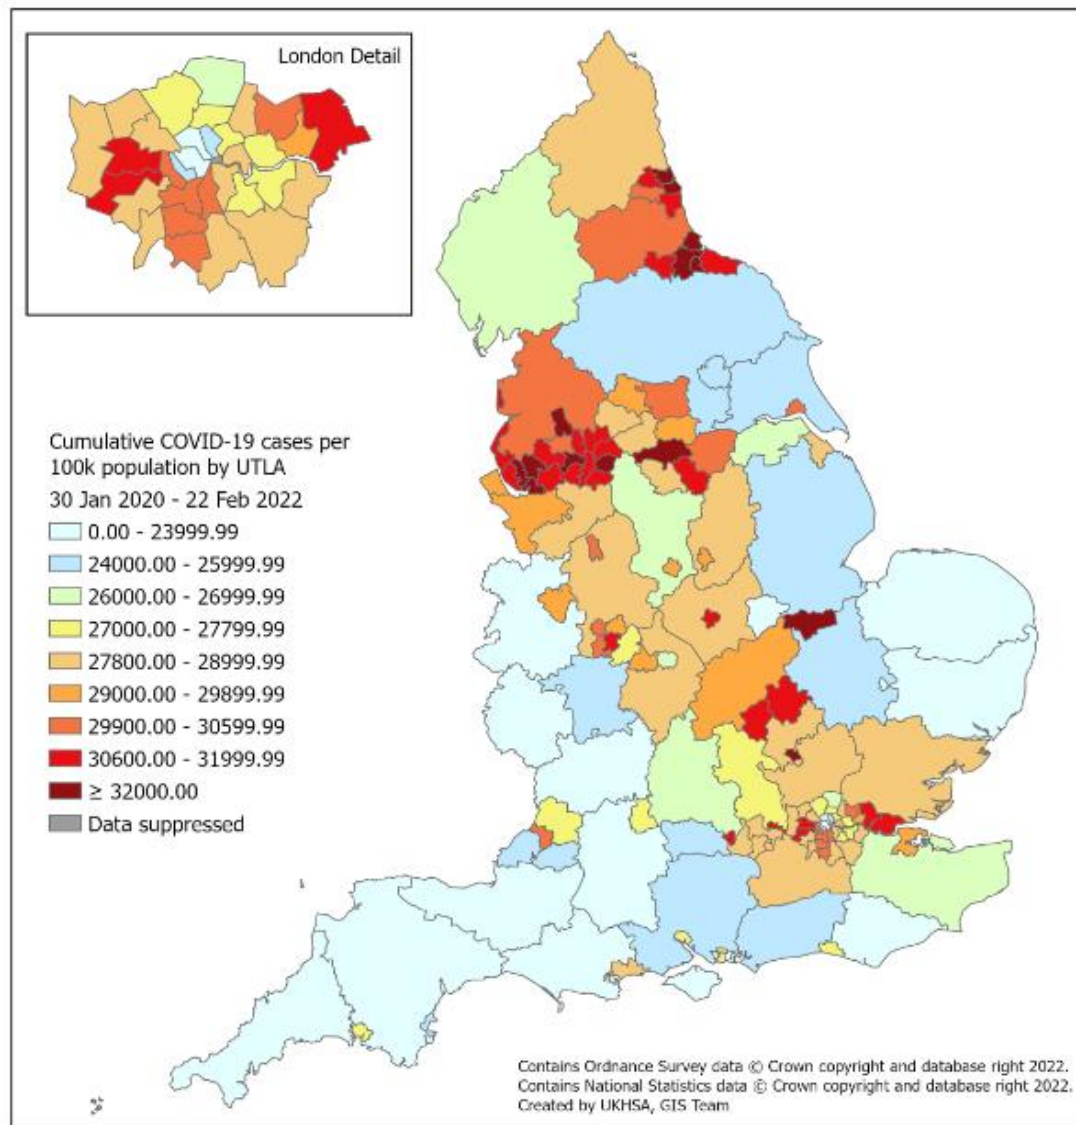 London Detail
Cumulative COVID-19 cases per
100k population by UTLA
30 Jan 2020 - 22 Feb 2022
0.00 - 23999.99
24000.00 - 25999.99
26000.00 - 26999.99
27000.00 - 27799.99
27800.00 - 28999.99
29000.00 - 29899.99
29900.00 - 30599.99
30600.00 - 31999.99
≥ 32000.00
Data suppressed
Contains Ordnance Survey data © Crown copyright and database right 2022.
Contains National Statistics data © Crown copyright and database right 2022.
Created by UKHSA, GIS Team